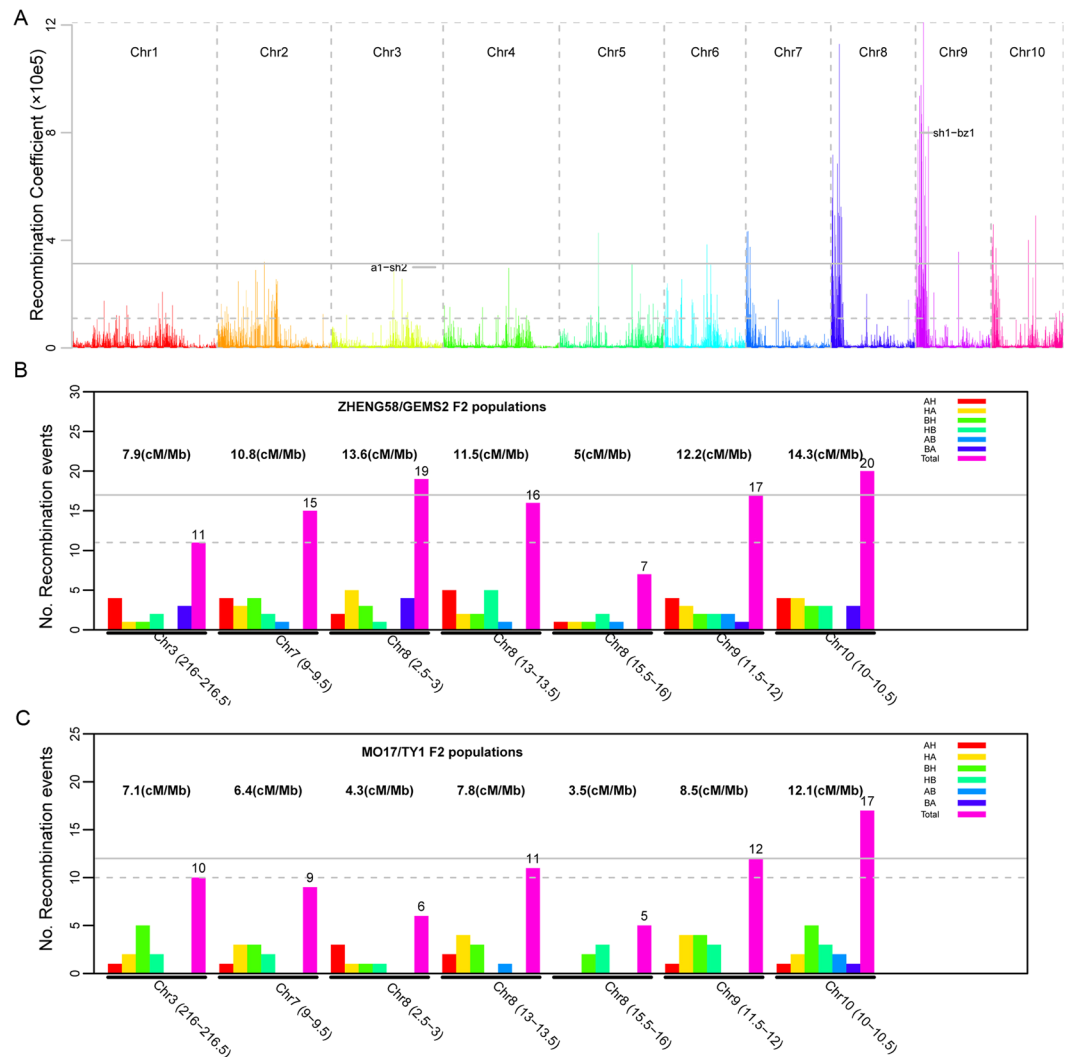 A
Recombination Coefficient (×10e5)
12
8
4
0
Chr1 Chr2 Chr3 Chr4 Chr5 Chr6 Chr7 Chr8 Chr9 Chr10
sh1−bz1
a1−sh2
B
No. Recombination events
30
25
20
15
10
5
0
ZHENG58/GEMS2 F2 populations
AH
HA
BH
HB
AB
BA
Total
7.9(cM/Mb) 10.8(cM/Mb) 13.6(cM/Mb) 11.5(cM/Mb) 5(cM/Mb) 12.2(cM/Mb) 14.3(cM/Mb)
11 15 19 16 7 17 20
Chr3 (216−216.5)
Chr7 (9−9.5)
Chr8 (2.5−3)
Chr8 (13−13.5)
Chr8 (15.5−16)
Chr9 (11.5−12)
Chr10 (10−10.5)
C
No. Recombination events
25
20
15
10
5
0
MO17/TY1 F2 populations
AH
HA
BH
HB
AB
BA
Total
7.1(cM/Mb) 6.4(cM/Mb) 4.3(cM/Mb) 7.8(cM/Mb) 3.5(cM/Mb) 8.5(cM/Mb) 12.1(cM/Mb)
10 9 6 11 5 12 17
Chr3 (216−216.5)
Chr7 (9−9.5)
Chr8 (2.5−3)
Chr8 (13−13.5)
Chr8 (15.5−16)
Chr9 (11.5−12)
Chr10 (10−10.5)